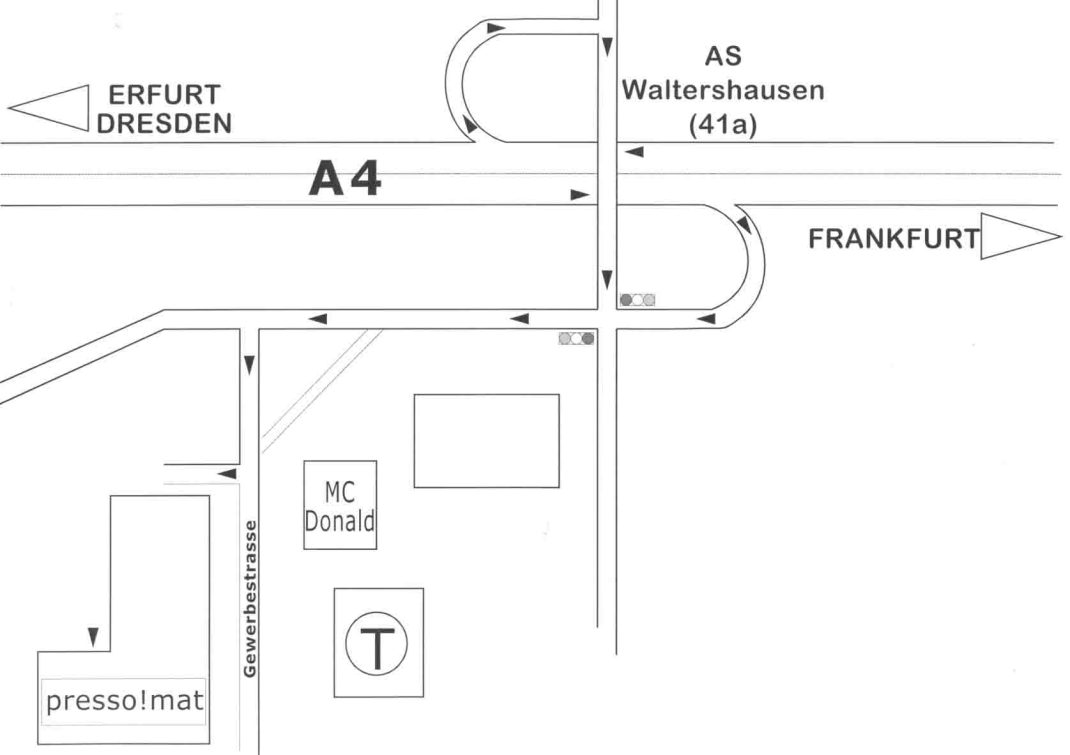 AS
Waltershausen
(41a)
ERFURT
DRESDEN
A4
FRANKFURT
MC
Donald
Gewerbestrasse
T
presso!mat